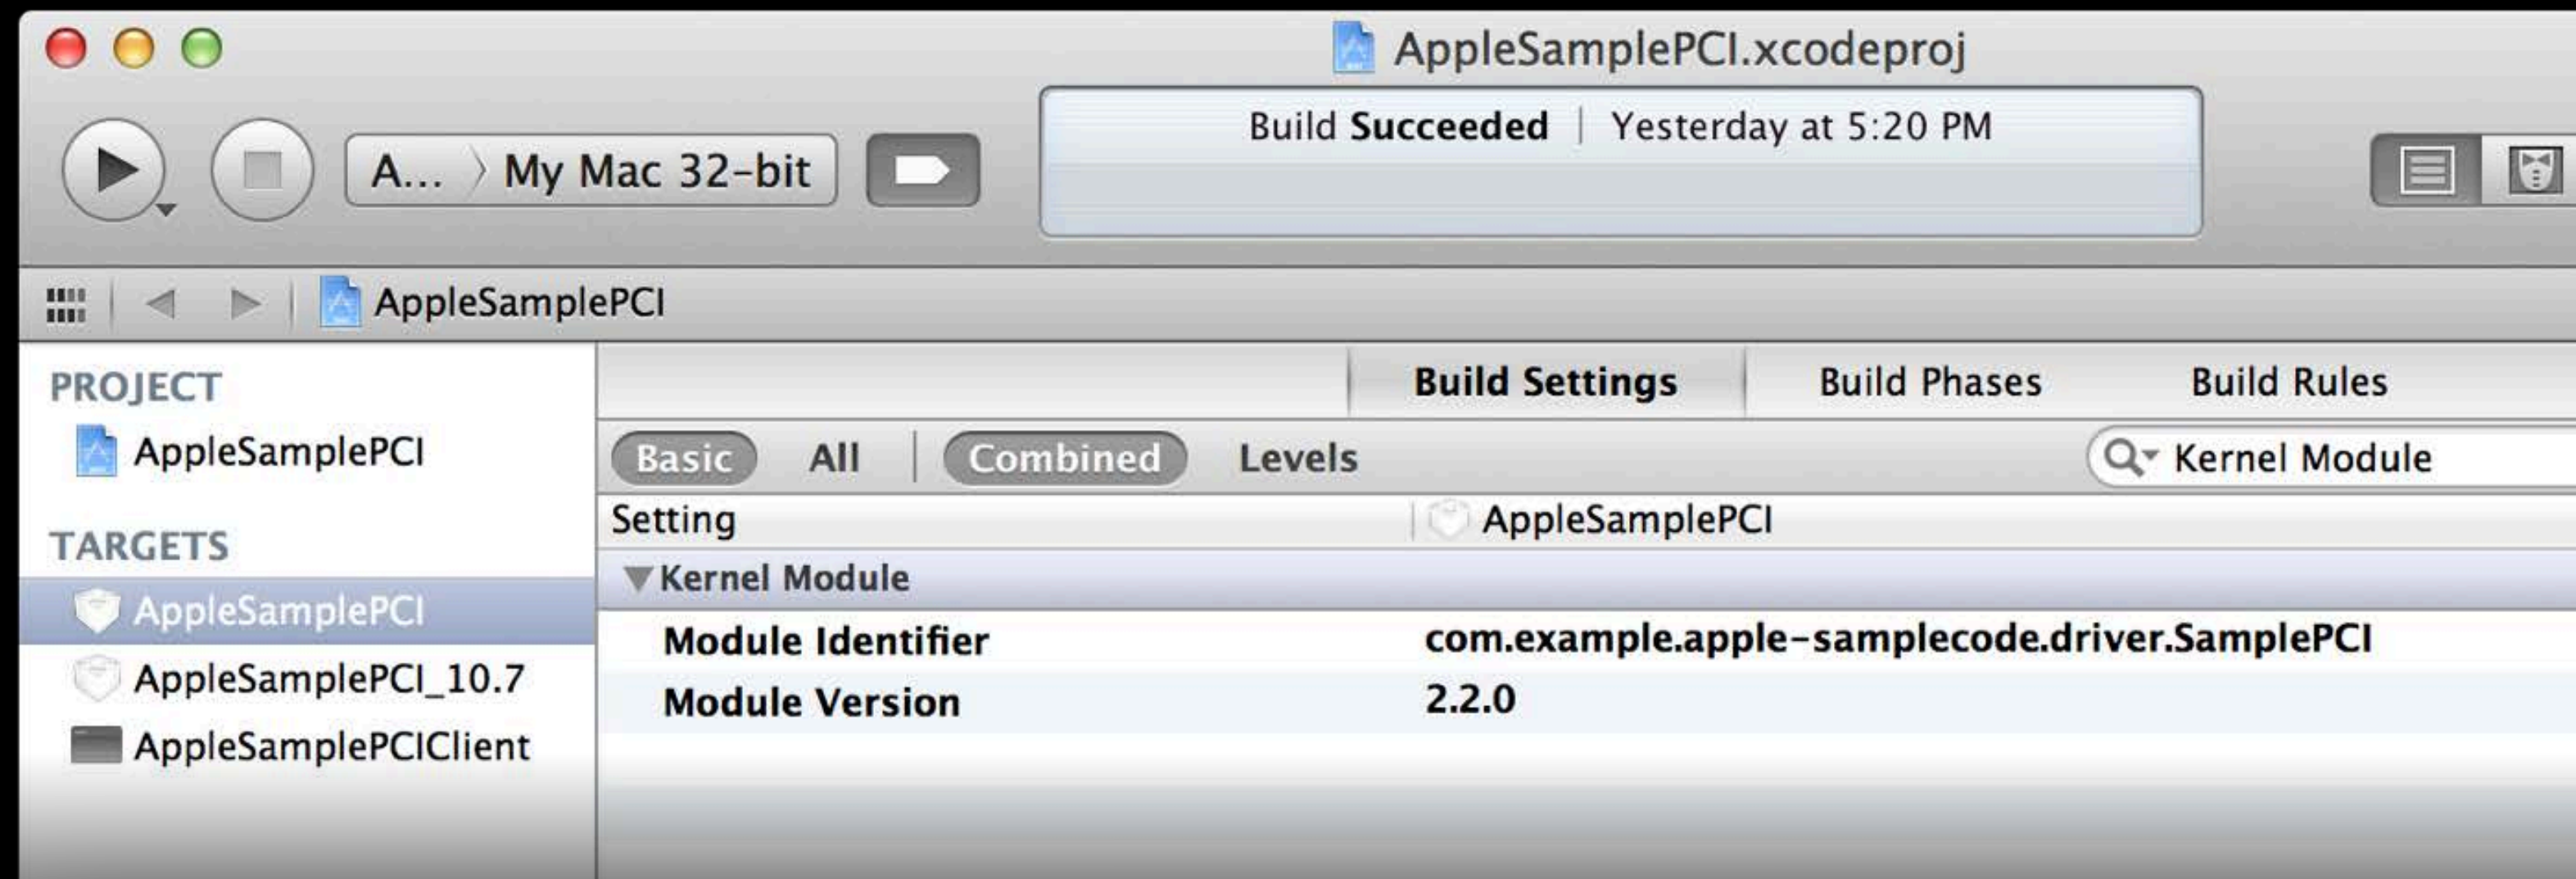 AppleSamplePCI.xcodeproj
Build Succeeded | Yesterday at 5:20 PM
A... 〉 My Mac 32-bit
AppleSamplePCI
PROJECT
AppleSamplePCI
TARGETS
AppleSamplePCI
AppleSamplePCI_10.7
AppleSamplePCIClient
Build Settings Build Phases Build Rules
Basic All Combined Levels Kernel Module
Setting AppleSamplePCI
Kernel Module
Module Identifier com.example.apple-samplecode.driver.SamplePCI
Module Version 2.2.0